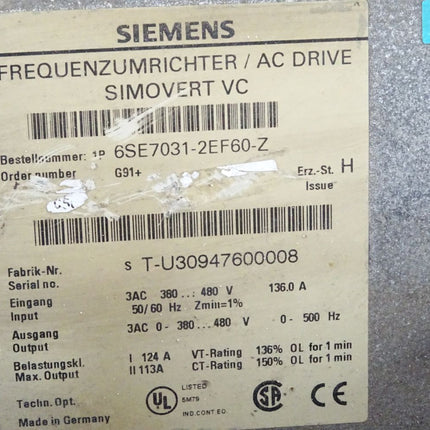 SIEMENS
FREQUENZUMRICHTER / AC DRIVE
SIMOVERT VC
Bestellnummer: 1P 6SE7031-2EF60-Z
Order number G91+ Erz.-St. H
Issue
Fabrik-Nr. S T-U30947600008
Serial no.
Eingang 3AC 380...: 480 V 136.0 A
Input 50/60 Hz Zmin=1%
Ausgang 3AC 0- 380...480 V 0 - 500 Hz
Output
Belastungskl. I 124 A VT-Rating 136% OL for 1 min
Max. Output II 113A CT-Rating 150% OL for 1 min
Techn. Opt. UL LISTED SA CE
5M79
Made in Germany IND.CONT.EQ.